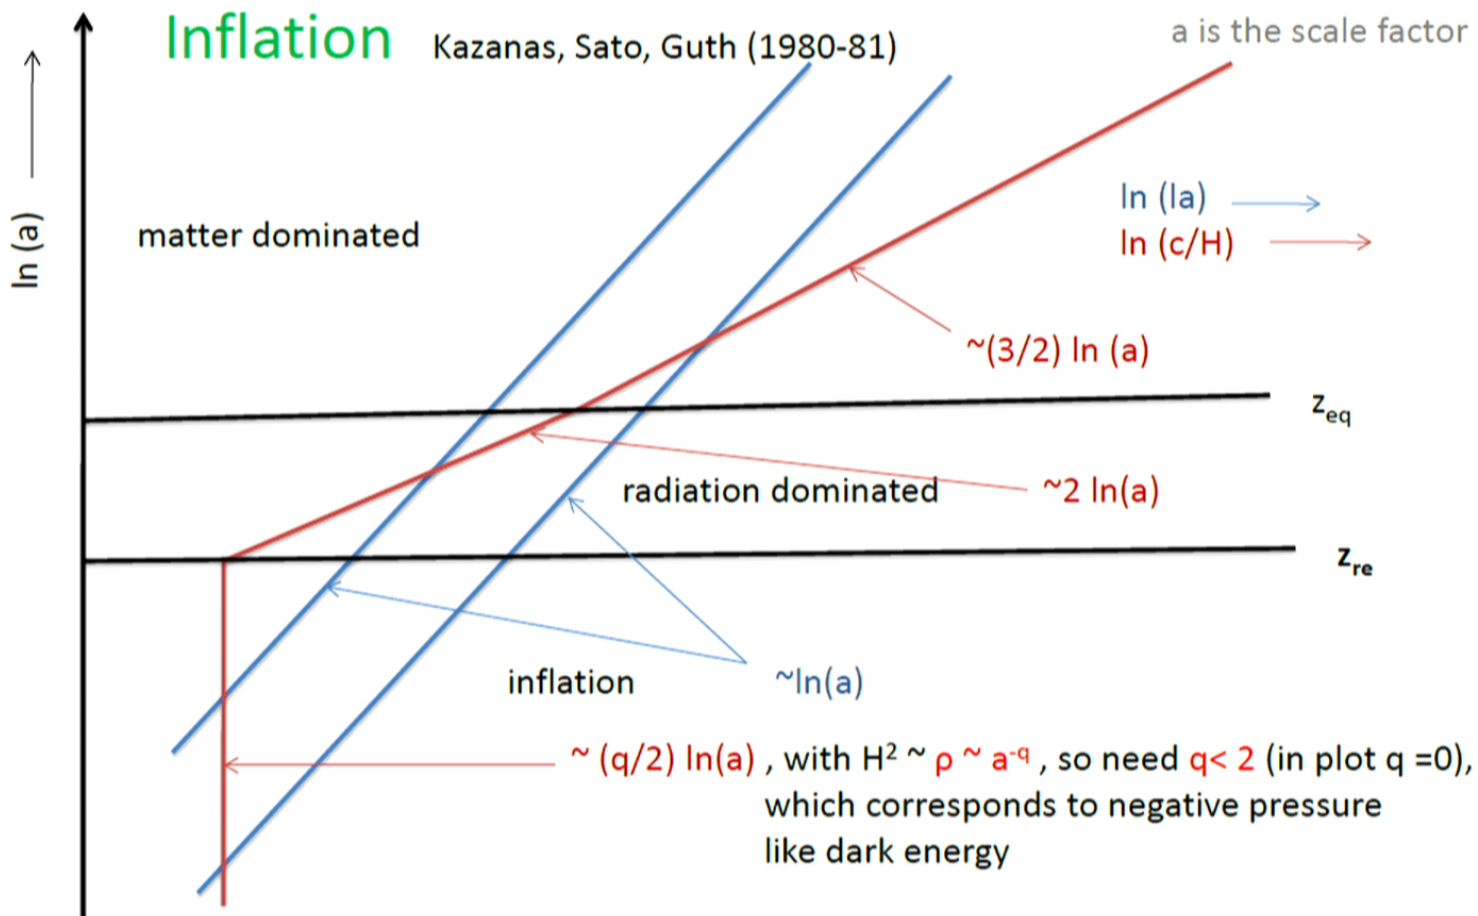 Inflation
Kazanas, Sato, Guth (1980-81)
a is the scale factor
ln (a)
matter dominated
ln (la)
ln (c/H)
~(3/2) ln (a)
zeq
radiation dominated
~2 ln(a)
zre
inflation
~ln(a)
~ (q/2) ln(a) , with H² ~ ρ ~ a⁻q , so need q< 2 (in plot q =0),
which corresponds to negative pressure
like dark energy